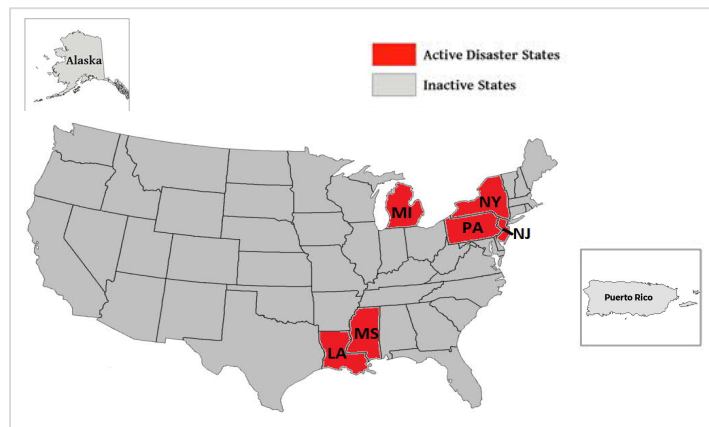 Alaska
Active Disaster States
Inactive States
MI
NY
PA
NJ
MS
LA
Puerto Rico